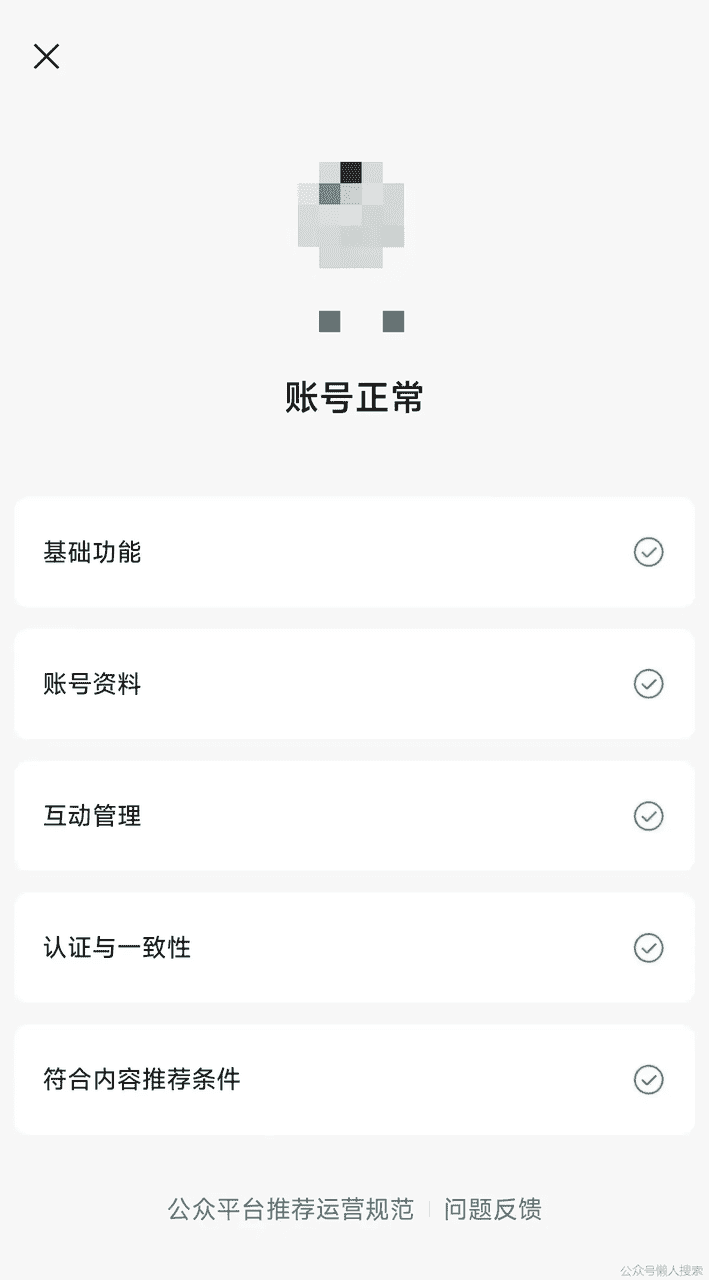 账号正常
基础功能
账号资料
互动管理
认证与一致性
符合内容推荐条件
公众平台推荐运营规范 问题反馈
公众号懒人搜索